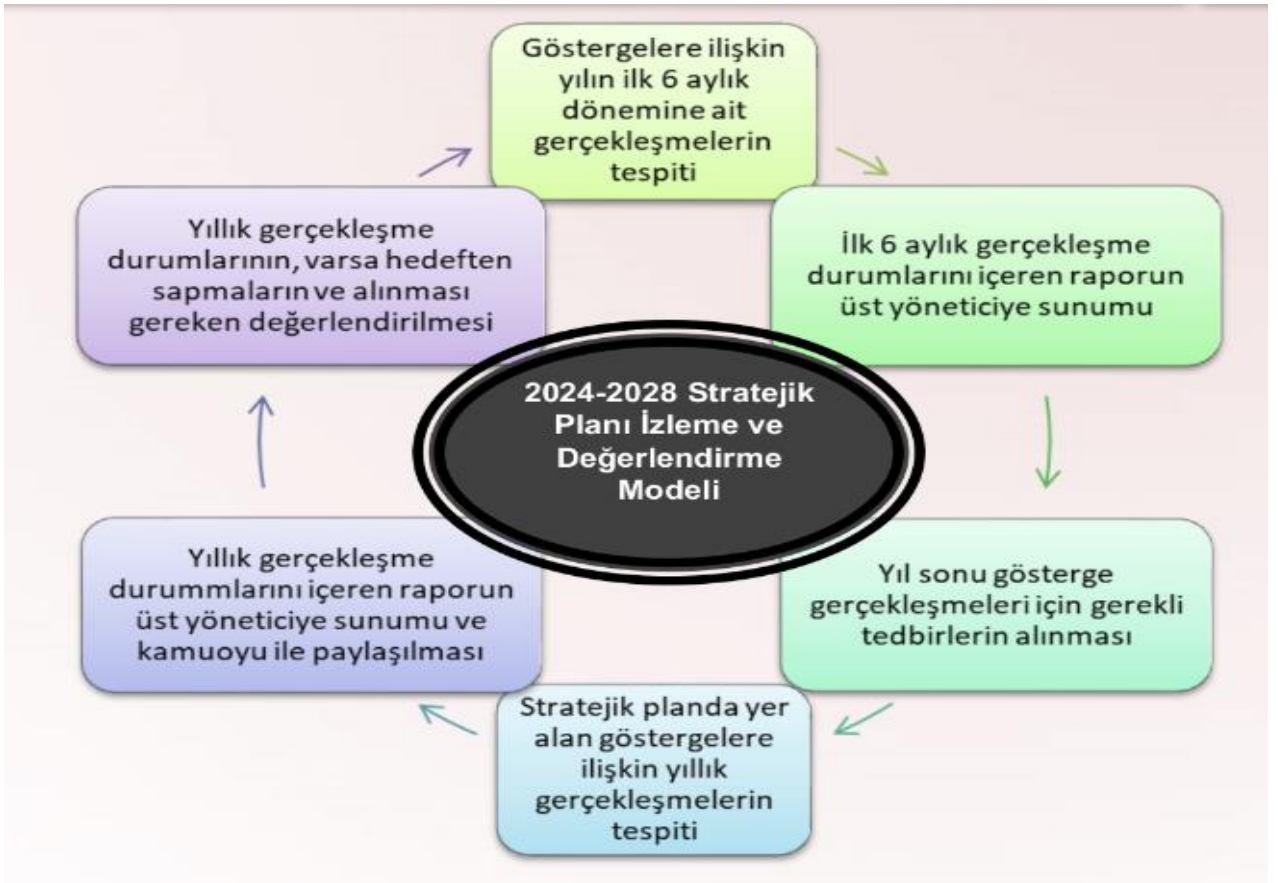 Göstergelere ilişkin
yılın ilk 6 aylık
dönemine ait
gerçekleşmelerin
tespiti
İlk 6 aylık gerçekleşme
durumlarını içeren raporun
üst yöneticiye sunumu
Yıl sonu gösterge
gerçekleşmeleri için gerekli
tedbirlerin alınması
Stratejik planda yer
alan göstergelere
ilişkin yıllık
gerçekleşmelerin
tespiti
Yıllık gerçekleşme
durummlarını içeren raporun
üst yöneticiye sunumu ve
kamuoyu ile paylaşılması
Yıllık gerçekleşme
durumlarının, varsa hedeften
sapmaların ve alınması
gereken değerlendirilmesi
2024-2028 Stratejik
Planı İzleme ve
Değerlendirme
Modeli